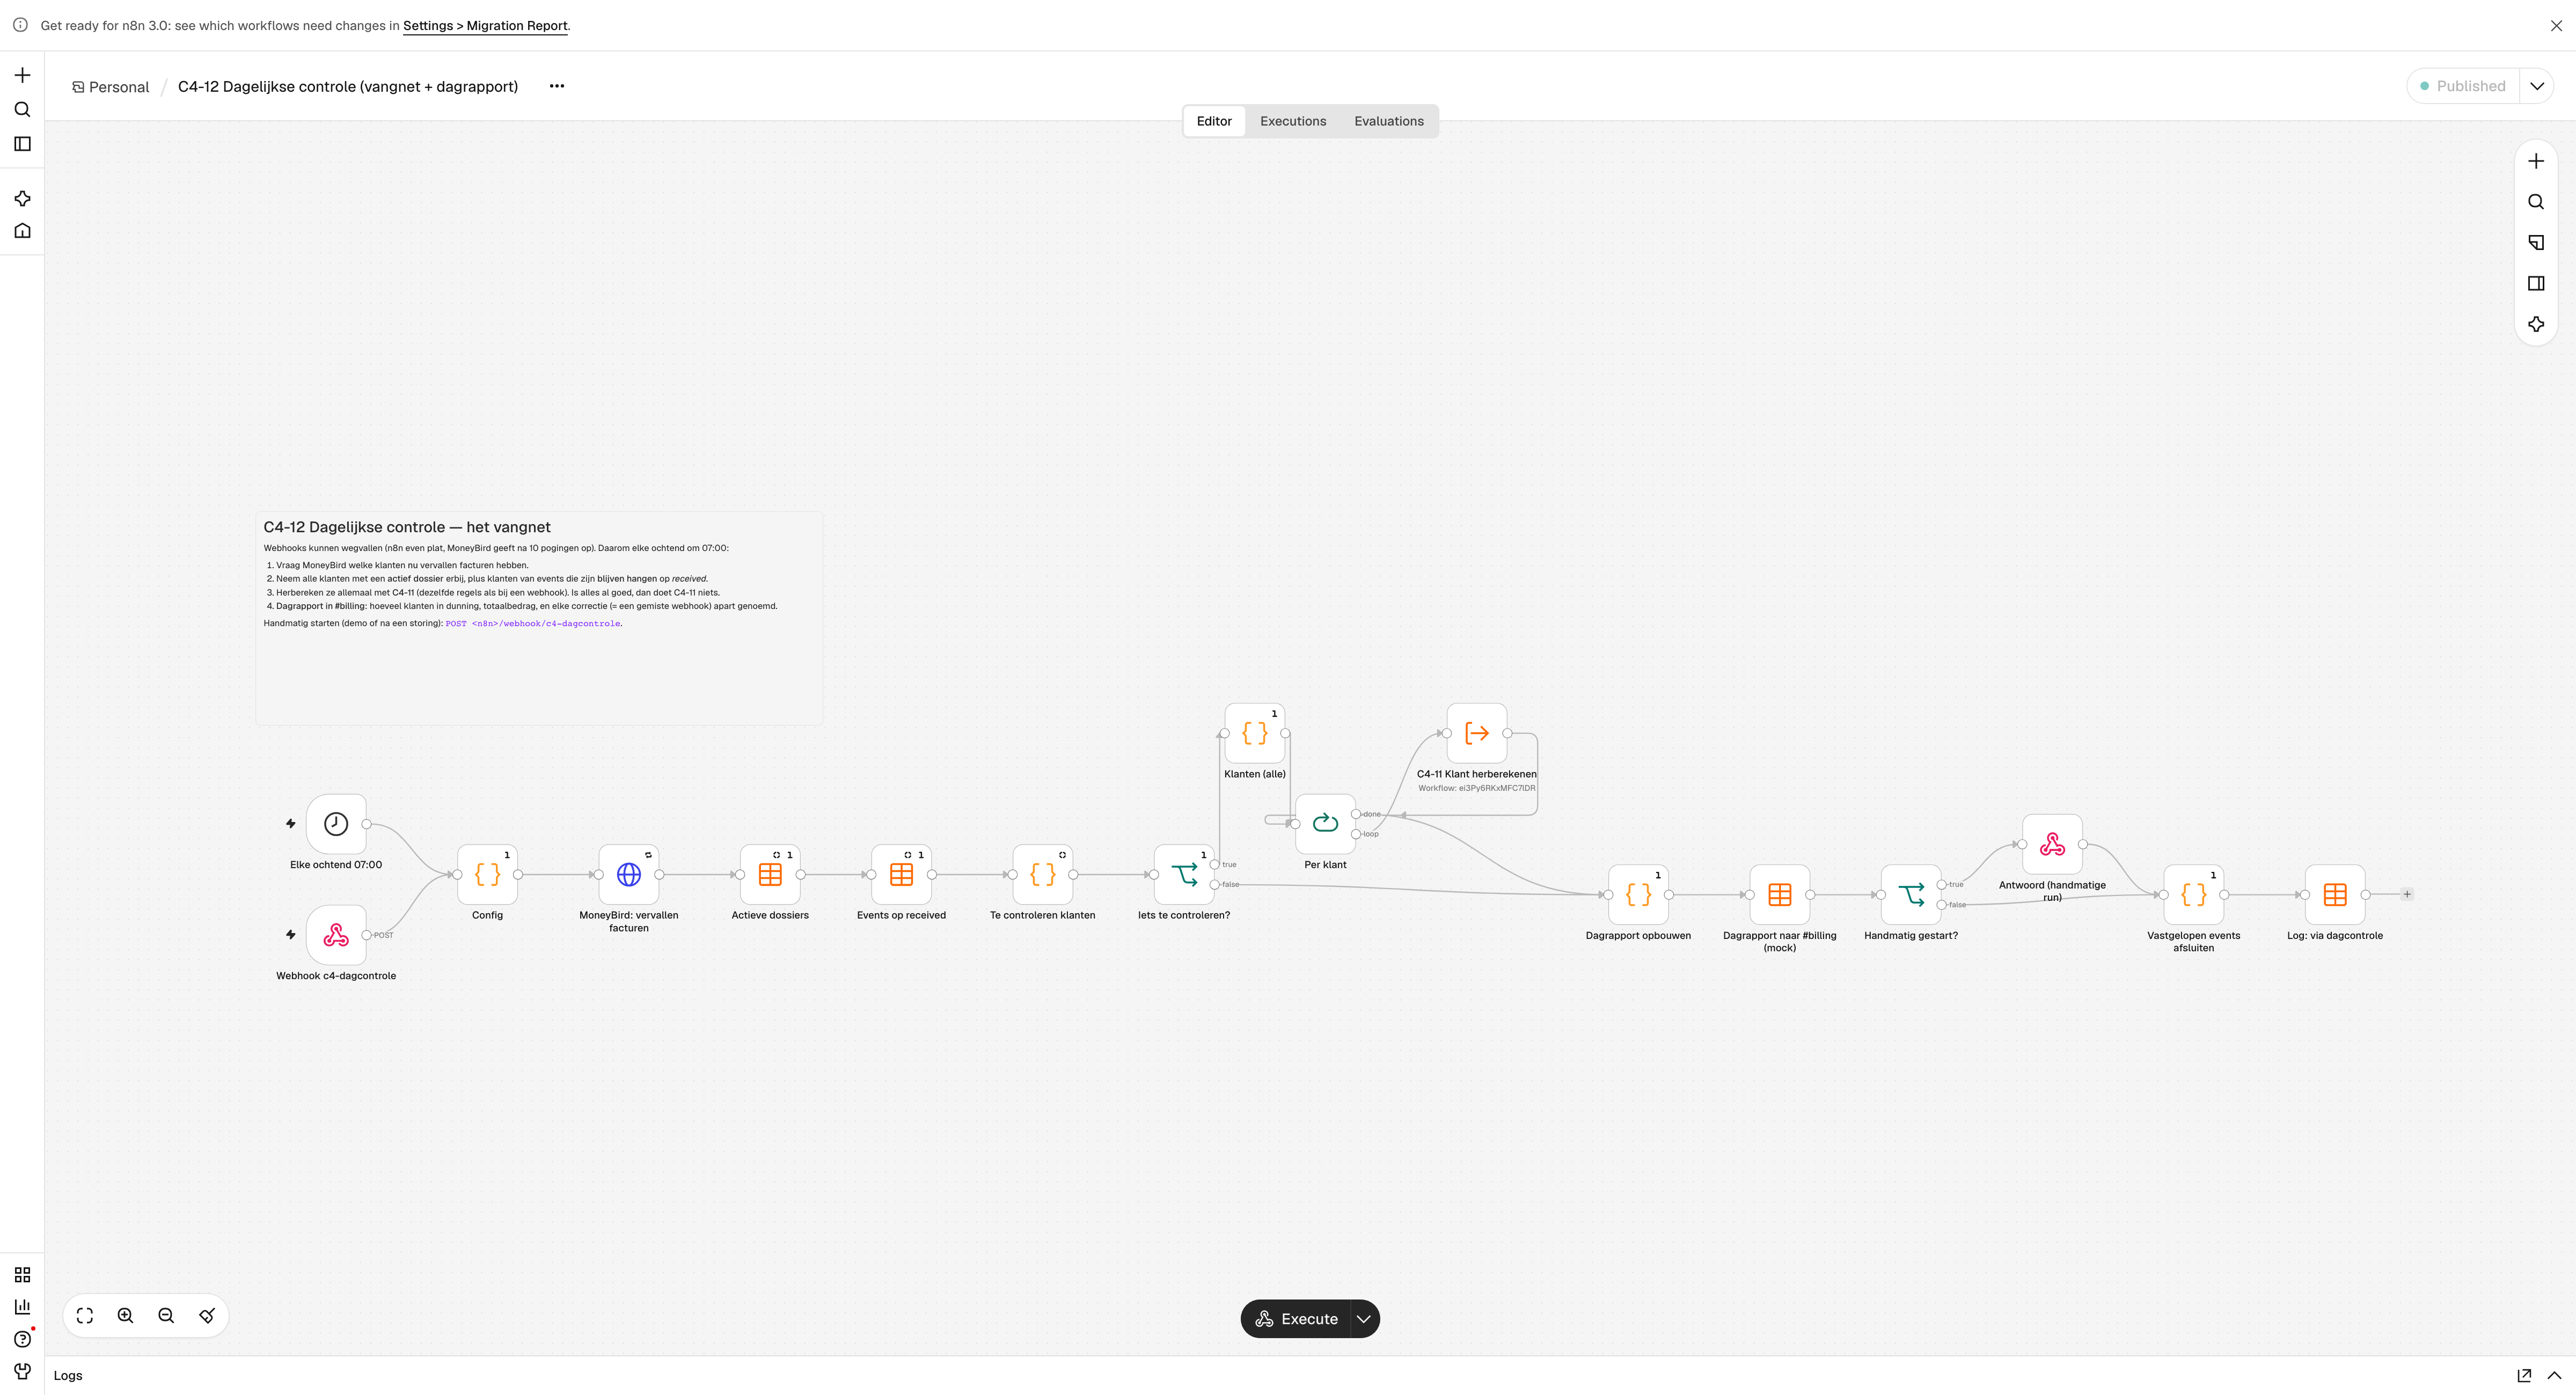 Get ready for n8n 3.0: see which workflows need changes in Settings > Migration Report.
Personal / C4-12 Dagelijkse controle (vangnet + dagrapport)
Published
Editor Executions Evaluations
C4-12 Dagelijkse controle — het vangnet
Webhooks kunnen wegvallen (n8n even plat, MoneyBird geeft na 10 pogingen op). Daarom elke ochtend om 07:00:
1. Vraag MoneyBird welke klanten nu vervallen facturen hebben.
2. Neem alle klanten met een actief dossier erbij, plus klanten van events die zijn blijven hangen op received.
3. Herbereken ze allemaal met C4-11 (dezelfde regels als bij een webhook). Is alles al goed, dan doet C4-11 niets.
4. Dagrapport in #billing: hoeveel klanten in dunning, totaalbedrag, en elke correctie (= een gemiste webhook) apart genoemd.
Handmatig starten (demo of na een storing): POST <n8n>/webhook/c4-dagcontrole.
1
Klanten (alle)
C4-11 Klant herberekenen
Workflow: ei3Py6RKxMFC7lDR
done
loop
Per klant
Elke ochtend 07:00
POST
Webhook c4-dagcontrole
1
Config
MoneyBird: vervallen
facturen
1
Actieve dossiers
1
Events op received
Te controleren klanten
1
true
false
Iets te controleren?
1
Dagrapport opbouwen
Dagrapport naar #billing
(mock)
true
false
Handmatig gestart?
Antwoord (handmatige
run)
1
Vastgelopen events
afsluiten
Log: via dagcontrole
Execute
Logs